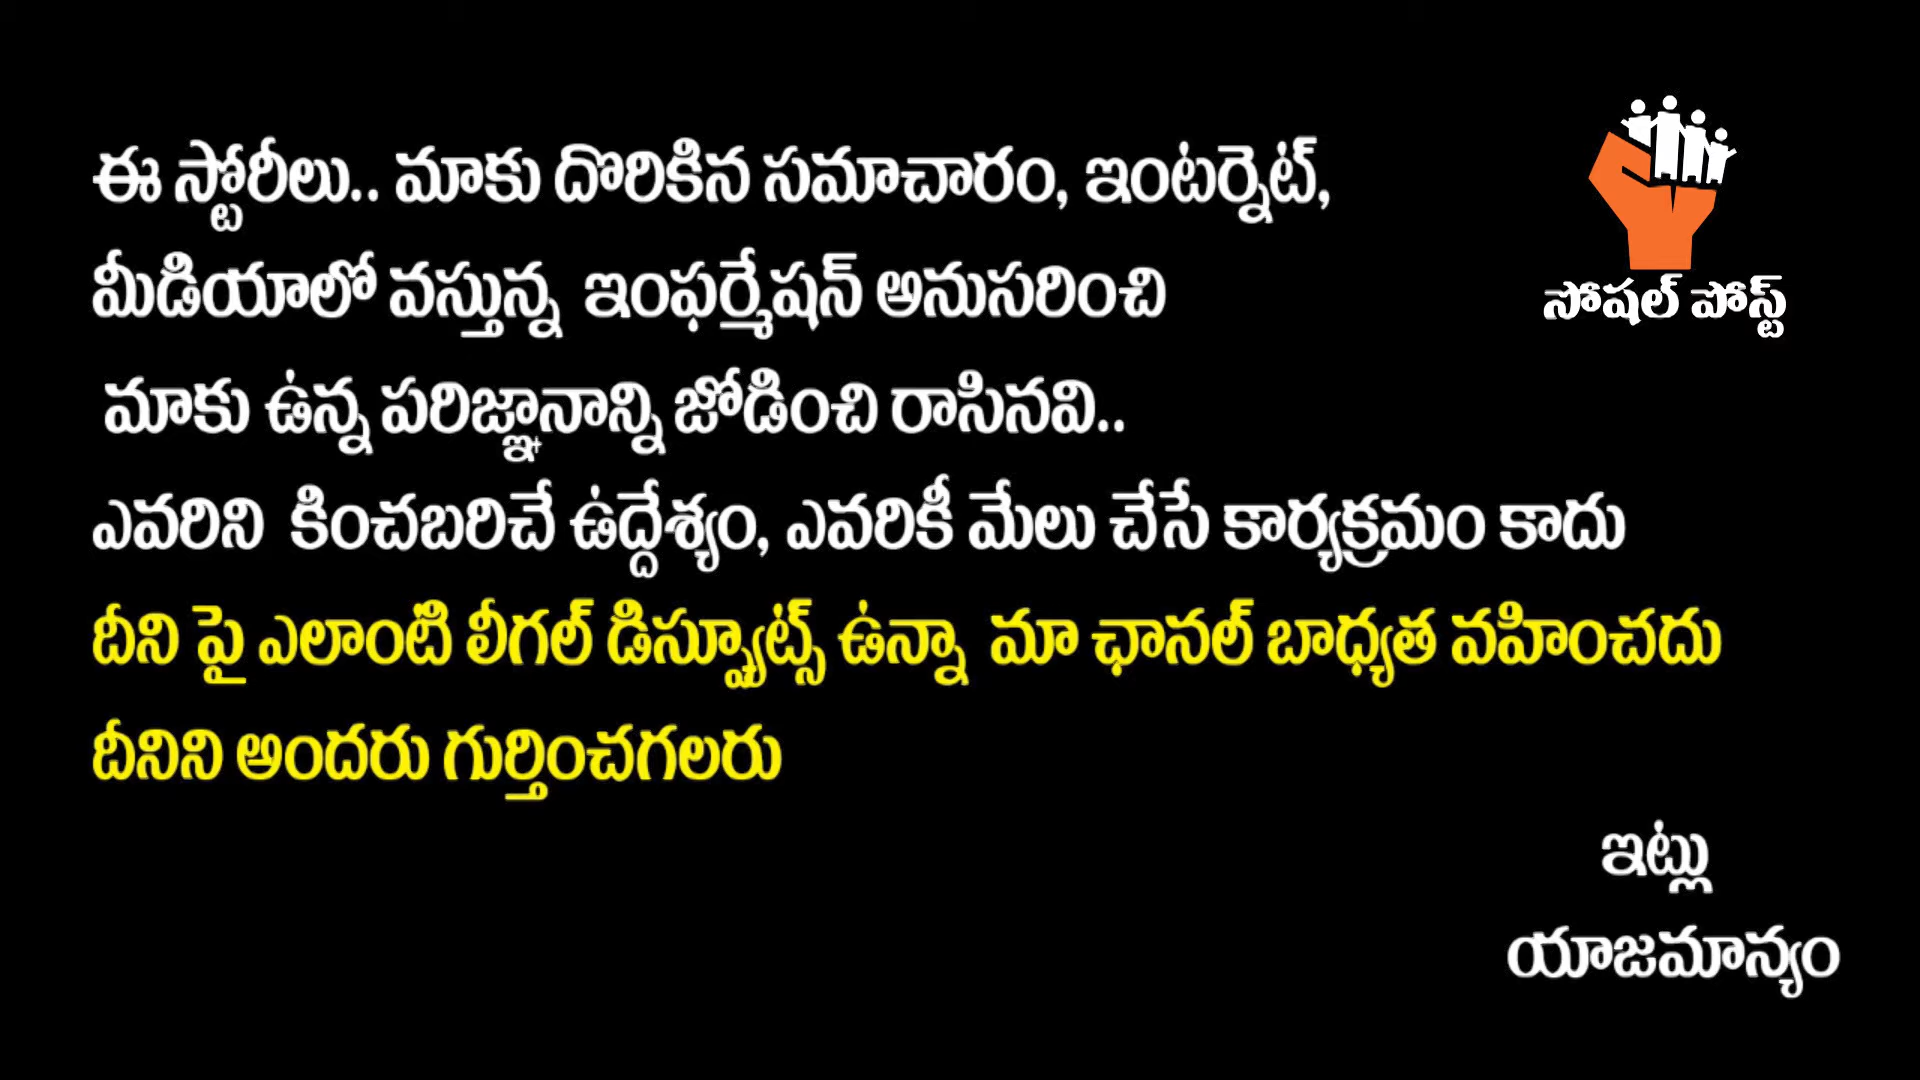 ఈ స్టోరీలు.. మాకు దొరికిన సమాచారం, ఇంటర్నెట్,
మీడియాలో వస్తున్న ఇంఫర్మేషన్ అనుసరించి
మాకు ఉన్న పరిజ్ఞానాన్ని జోడించి రాసినవి..
ఎవరిని కించబరిచే ఉద్దేశ్యం, ఎవరికీ మేలు చేసే కార్యక్రమం కాదు
దీని పై ఎలాంటి లీగల్ డిస్ప్యూట్స్ ఉన్నా మా ఛానల్ బాధ్యత వహించదు
దీనిని అందరు గుర్తించగలరు
ఇట్లు
యాజమాన్యం
సోషల్ పోస్ట్